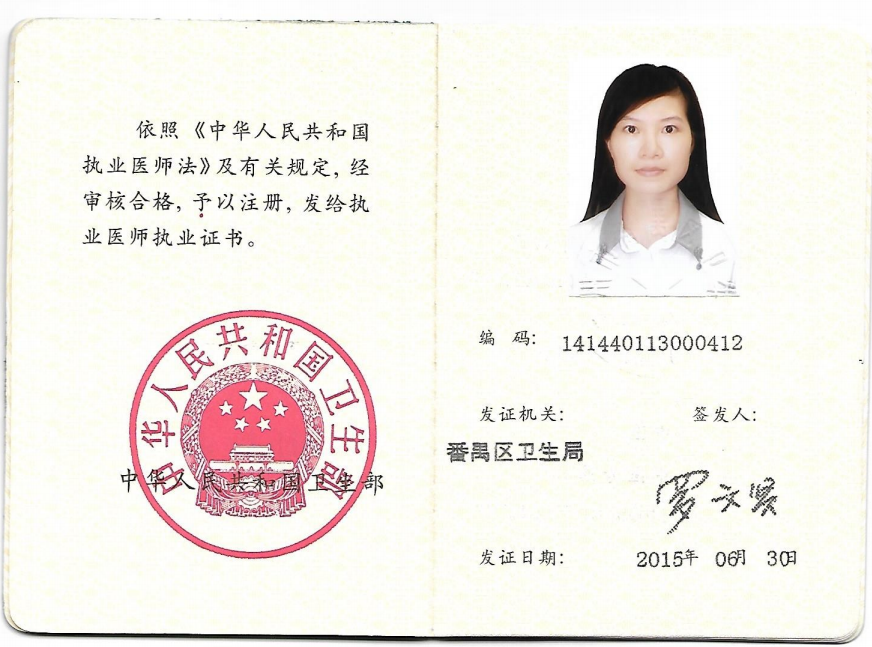 依照《中华人民共和国
执业医师法》及有关规定,经
审核合格,予以注册,发给执
业医师执业证书。
中华人民共和国卫生部
中华人民共和国卫生部
编 码: 141440113000412
发证机关: 签发人:
番禺区卫生局
罗文贤
发证日期: 2015年 06月 30日